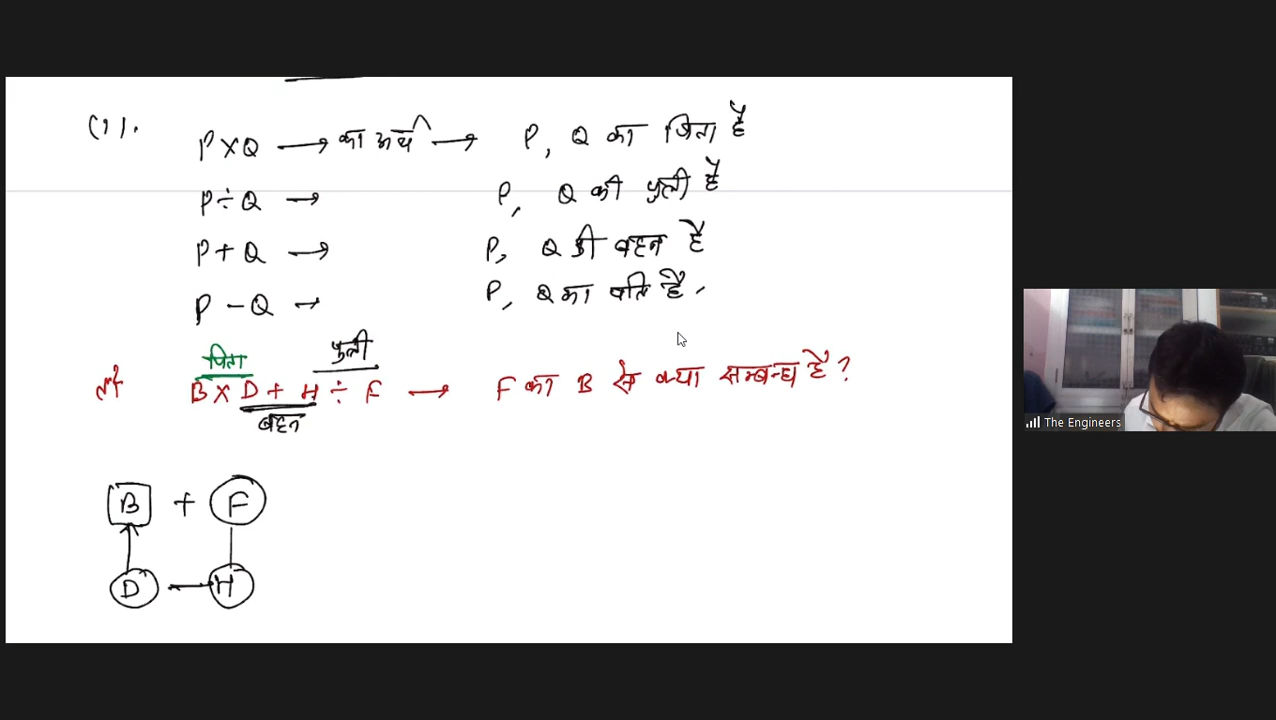 (1).
P×Q ⟶ का अर्थ ⟶ P, Q का पिता है
P÷Q → P, Q की पुत्री है
P+Q → P, Q की बहन है
P−Q → P, Q का पति है,
पिता पुत्री
B×D+H÷F → F का B से क्या सम्बन्ध है?
बहन
B + F
D — H
The Engineers